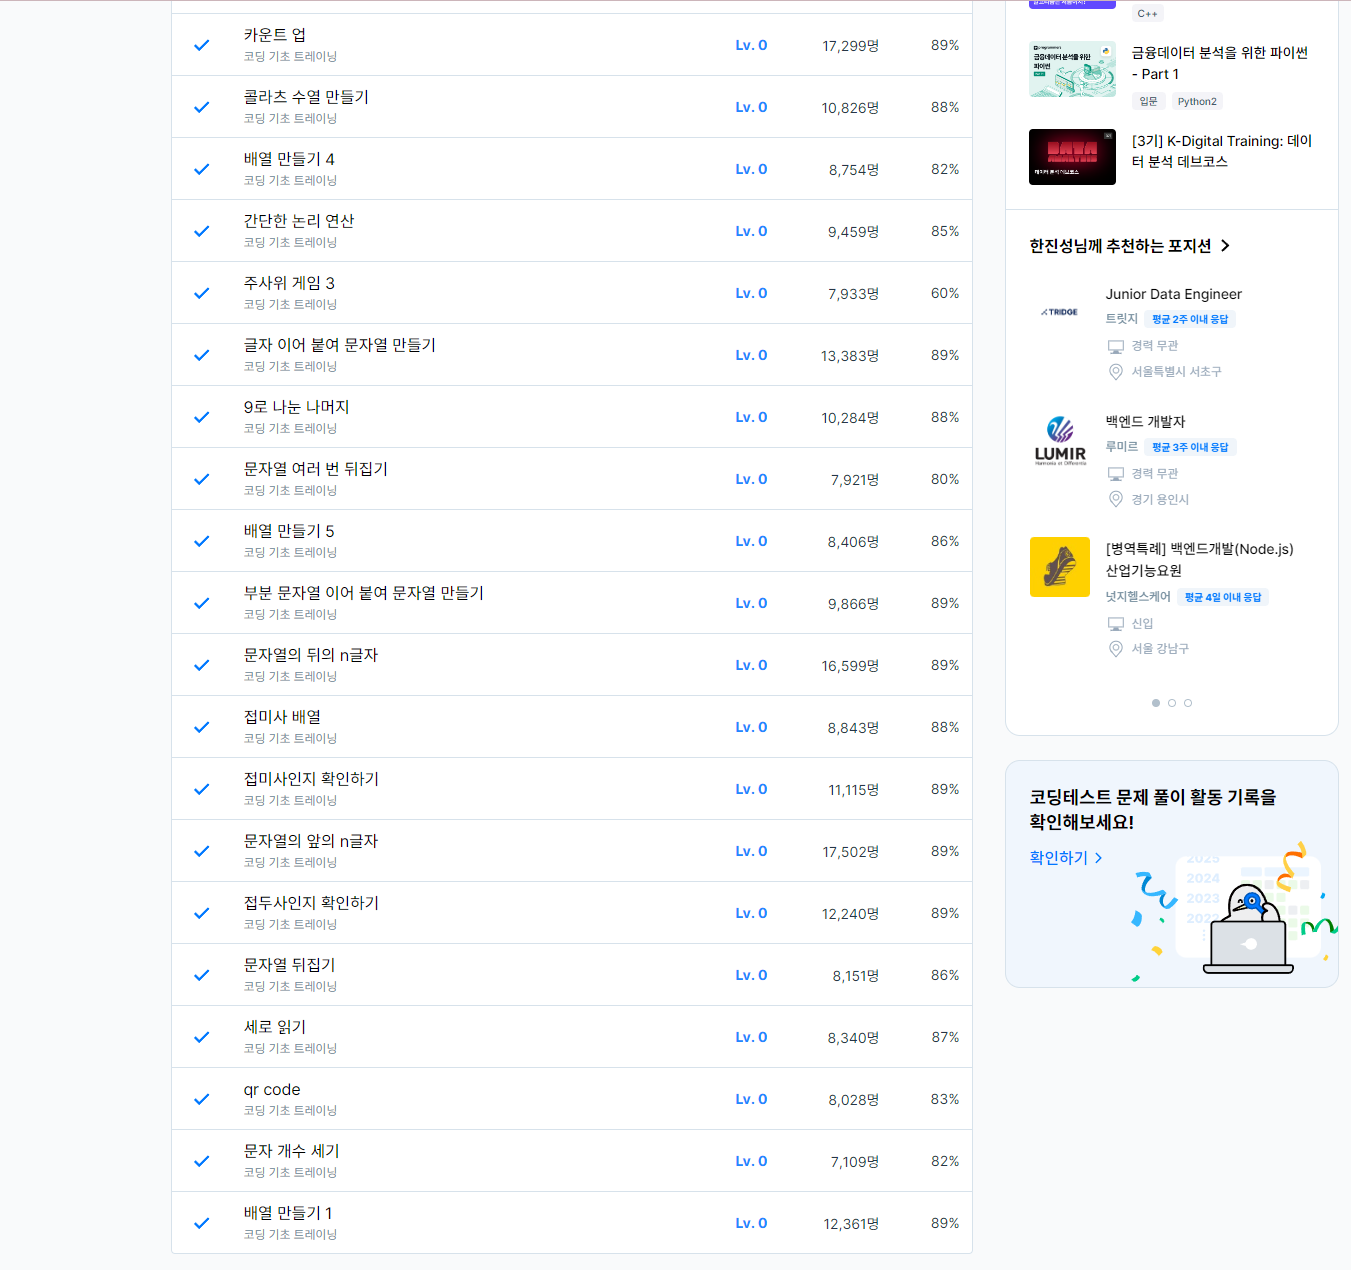 카운트 업
코딩 기초 트레이닝
Lv. 0
17,299명
89%
콜라츠 수열 만들기
코딩 기초 트레이닝
Lv. 0
10,826명
88%
배열 만들기 4
코딩 기초 트레이닝
Lv. 0
8,754명
82%
간단한 논리 연산
코딩 기초 트레이닝
Lv. 0
9,459명
85%
주사위 게임 3
코딩 기초 트레이닝
Lv. 0
7,933명
60%
글자 이어 붙여 문자열 만들기
코딩 기초 트레이닝
Lv. 0
13,383명
89%
9로 나눈 나머지
코딩 기초 트레이닝
Lv. 0
10,284명
88%
문자열 여러 번 뒤집기
코딩 기초 트레이닝
Lv. 0
7,921명
80%
배열 만들기 5
코딩 기초 트레이닝
Lv. 0
8,406명
86%
부분 문자열 이어 붙여 문자열 만들기
코딩 기초 트레이닝
Lv. 0
9,866명
89%
문자열의 뒤의 n글자
코딩 기초 트레이닝
Lv. 0
16,599명
89%
접미사 배열
코딩 기초 트레이닝
Lv. 0
8,843명
88%
접미사인지 확인하기
코딩 기초 트레이닝
Lv. 0
11,115명
89%
문자열의 앞의 n글자
코딩 기초 트레이닝
Lv. 0
17,502명
89%
접두사인지 확인하기
코딩 기초 트레이닝
Lv. 0
12,240명
89%
문자열 뒤집기
코딩 기초 트레이닝
Lv. 0
8,151명
86%
세로 읽기
코딩 기초 트레이닝
Lv. 0
8,340명
87%
qr code
코딩 기초 트레이닝
Lv. 0
8,028명
83%
문자 개수 세기
코딩 기초 트레이닝
Lv. 0
7,109명
82%
배열 만들기 1
코딩 기초 트레이닝
Lv. 0
12,361명
89%
C++
programmers
금융데이터 분석을 위한
파이썬
금융데이터 분석을 위한 파이썬
- Part 1
입문
Python2
DATA
ANALYSIS
데이터 분석 데브코스
[3기] K-Digital Training: 데이
터 분석 데브코스
한진성님께 추천하는 포지션
TRIDGE
Junior Data Engineer
트릿지
평균 2주 이내 응답
경력 무관
서울특별시 서초구
LUMIR
백엔드 개발자
루미르
평균 3주 이내 응답
경력 무관
경기 용인시
[병역특례] 백엔드개발(Node.js)
산업기능요원
넛지헬스케어
평균 4일 이내 응답
신입
서울 강남구
코딩테스트 문제 풀이 활동 기록을
확인해보세요!
확인하기
2025
2024
2023
2022